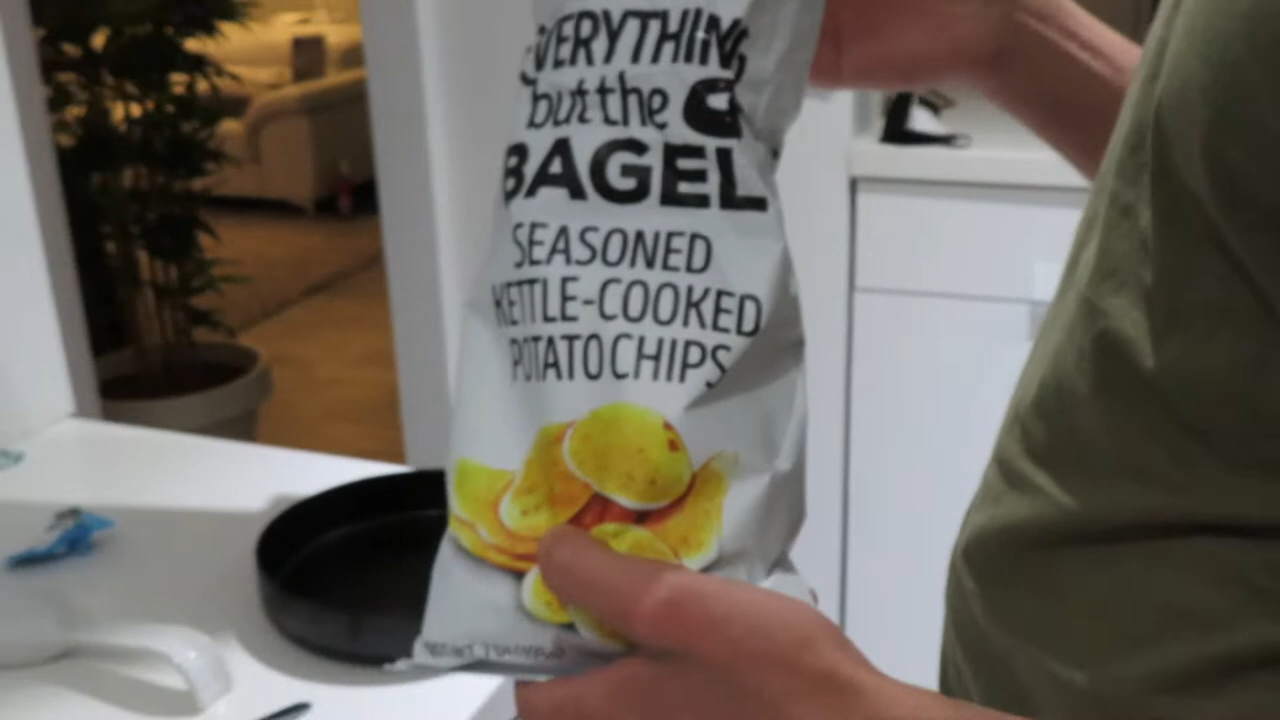 EVERYTHING
but the
BAGEL
SEASONED
KETTLE-COOKED
POTATO CHIPS